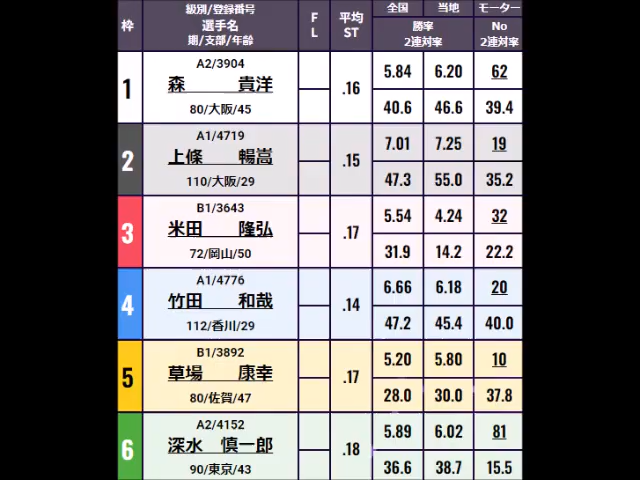 枠 級別/登録番号 選手名 期/支部/年齢 F L 平均 ST 全国 当地 モーター
勝率 2連対率 No 2連対率
1 A2/3904 .16 5.84 6.20 62
森 貴洋
80/大阪/45 40.6 46.6 39.4
2 A1/4719 .15 7.01 7.25 19
上條 暢嵩
110/大阪/29 47.3 55.0 35.2
3 B1/3643 .17 5.54 4.24 32
米田 隆弘
72/岡山/50 31.9 14.2 22.2
4 A1/4776 .14 6.66 6.18 20
竹田 和哉
112/香川/29 47.2 45.4 40.0
5 B1/3892 .17 5.20 5.80 10
草場 康幸
80/佐賀/47 28.0 30.0 37.8
6 A2/4152 .18 5.89 6.02 81
深水 慎一郎
90/東京/43 36.6 38.7 15.5